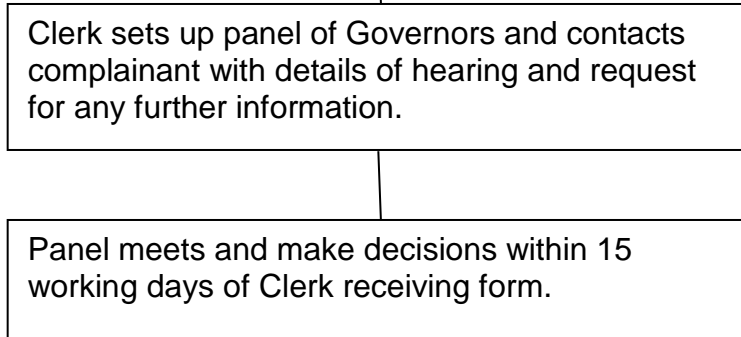 Clerk sets up panel of Governors and contacts
complainant with details of hearing and request
for any further information.
Panel meets and make decisions within 15
working days of Clerk receiving form.